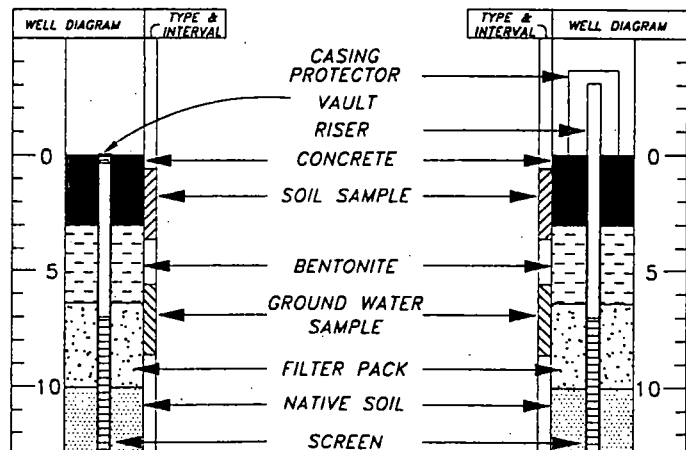 WELL DIAGRAM
TYPE &
INTERVAL
TYPE &
INTERVAL
WELL DIAGRAM
CASING
PROTECTOR
VAULT
RISER
0
CONCRETE
0
SOIL SAMPLE
5
BENTONITE
5
GROUND WATER
SAMPLE
FILTER PACK
10
10
NATIVE SOIL
SCREEN